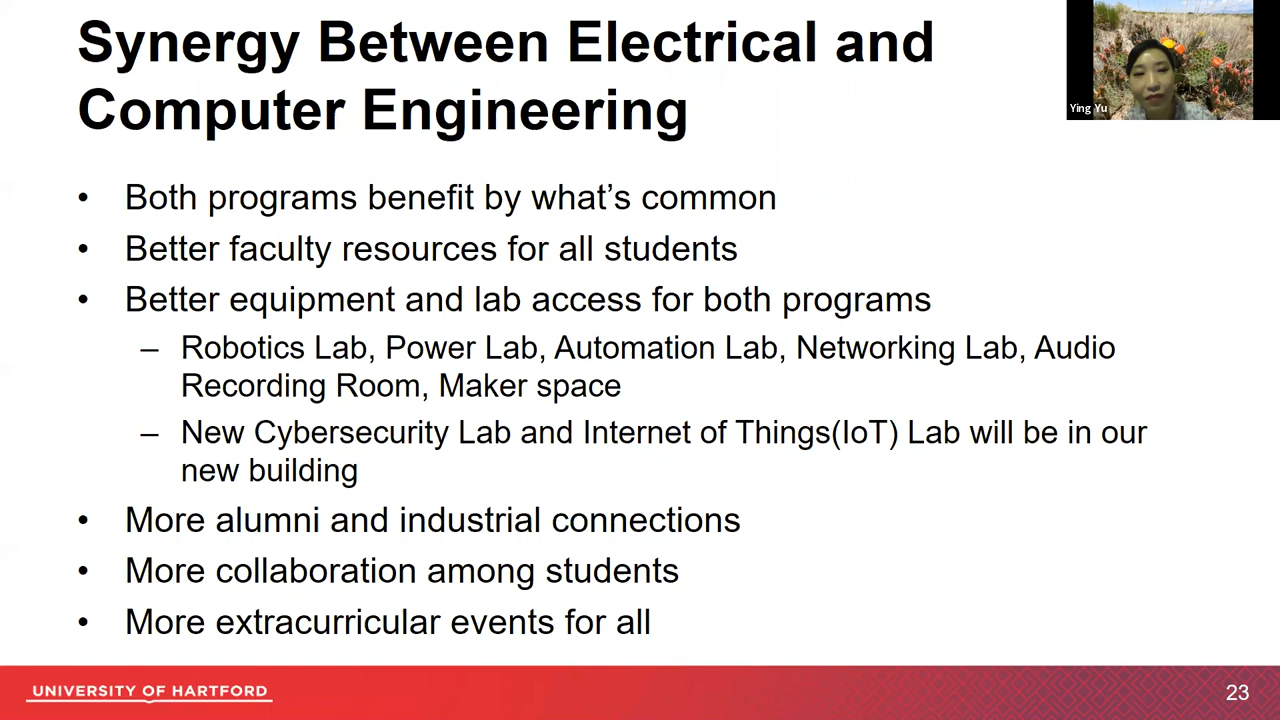 Synergy Between Electrical and
Computer Engineering
Ying Yu
• Both programs benefit by what’s common
• Better faculty resources for all students
• Better equipment and lab access for both programs
– Robotics Lab, Power Lab, Automation Lab, Networking Lab, Audio
Recording Room, Maker space
– New Cybersecurity Lab and Internet of Things(IoT) Lab will be in our
new building
• More alumni and industrial connections
• More collaboration among students
• More extracurricular events for all
UNIVERSITY OF HARTFORD
23